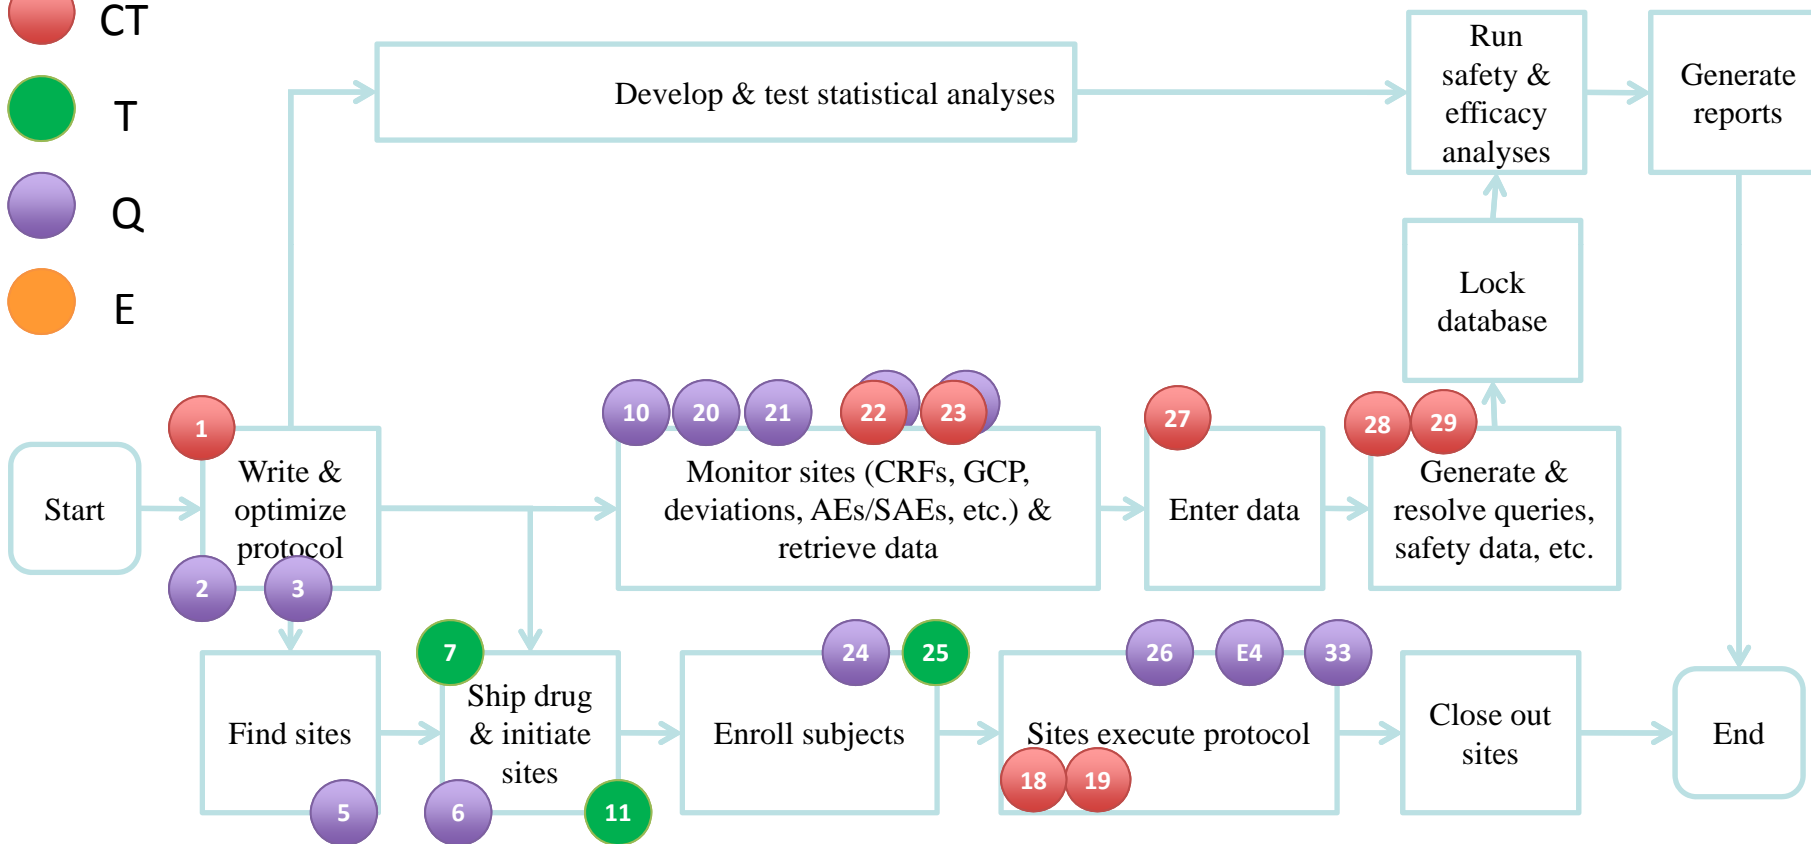 CT
T
Q
E
Develop & test statistical analyses
Run
safety &
efficacy
analyses
Generate
reports
Lock
database
1
10
20
21
22
23
27
28
29
Start
Write &
optimize
protocol
Monitor sites (CRFs, GCP,
deviations, AEs/SAEs, etc.) &
retrieve data
Enter data
Generate &
resolve queries,
safety data, etc.
2
3
7
24
25
26
E4
33
Find sites
Ship drug
& initiate
sites
Enroll subjects
Sites execute protocol
Close out
sites
End
5
6
11
18
19